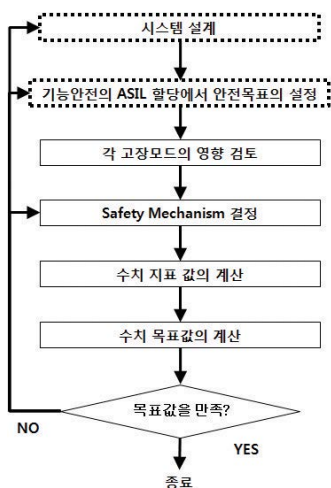 시스템 설계
기능안전의 ASIL 할당에서 안전목표의 설정
각 고장모드의 영향 검토
Safety Mechanism 결정
수치 지표 값의 계산
수치 목표값의 계산
목표값을 만족?
NO
YES
종료